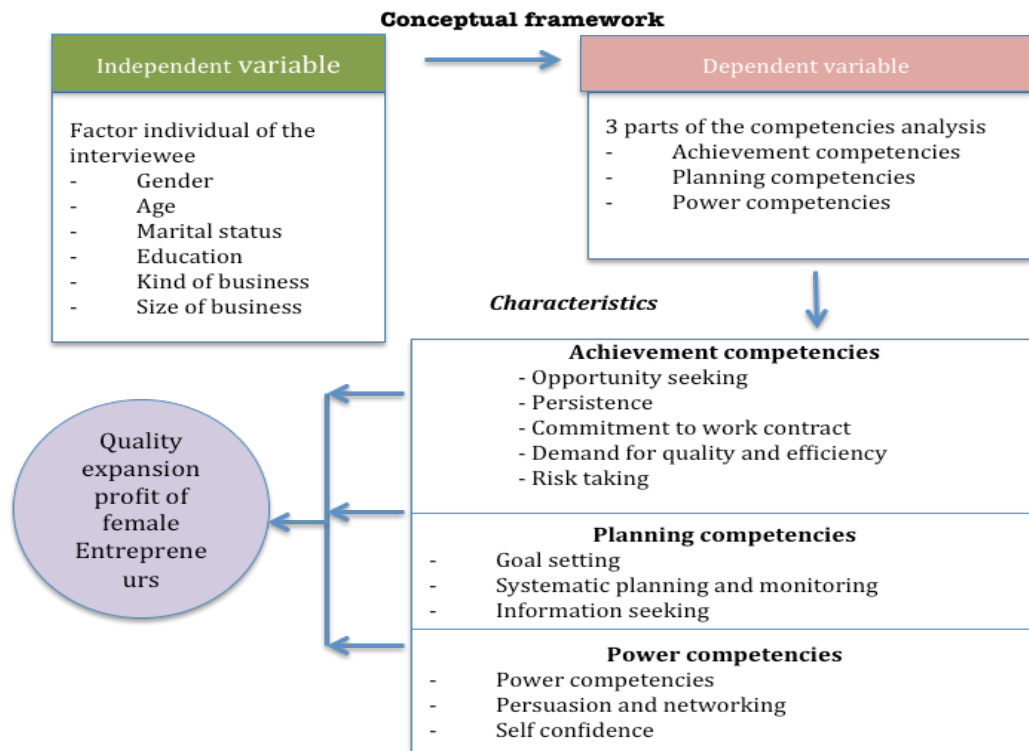 Conceptual framework
Independent variable
Factor individual of the
interviewee
- Gender
- Age
- Marital status
- Education
- Kind of business
- Size of business
Dependent variable
3 parts of the competencies analysis
- Achievement competencies
- Planning competencies
- Power competencies
Characteristics
Achievement competencies
- Opportunity seeking
- Persistence
- Commitment to work contract
- Demand for quality and efficiency
- Risk taking
Planning competencies
- Goal setting
- Systematic planning and monitoring
- Information seeking
Power competencies
- Power competencies
- Persuasion and networking
- Self confidence
Quality
expansion
profit of
female
Entreprene
urs